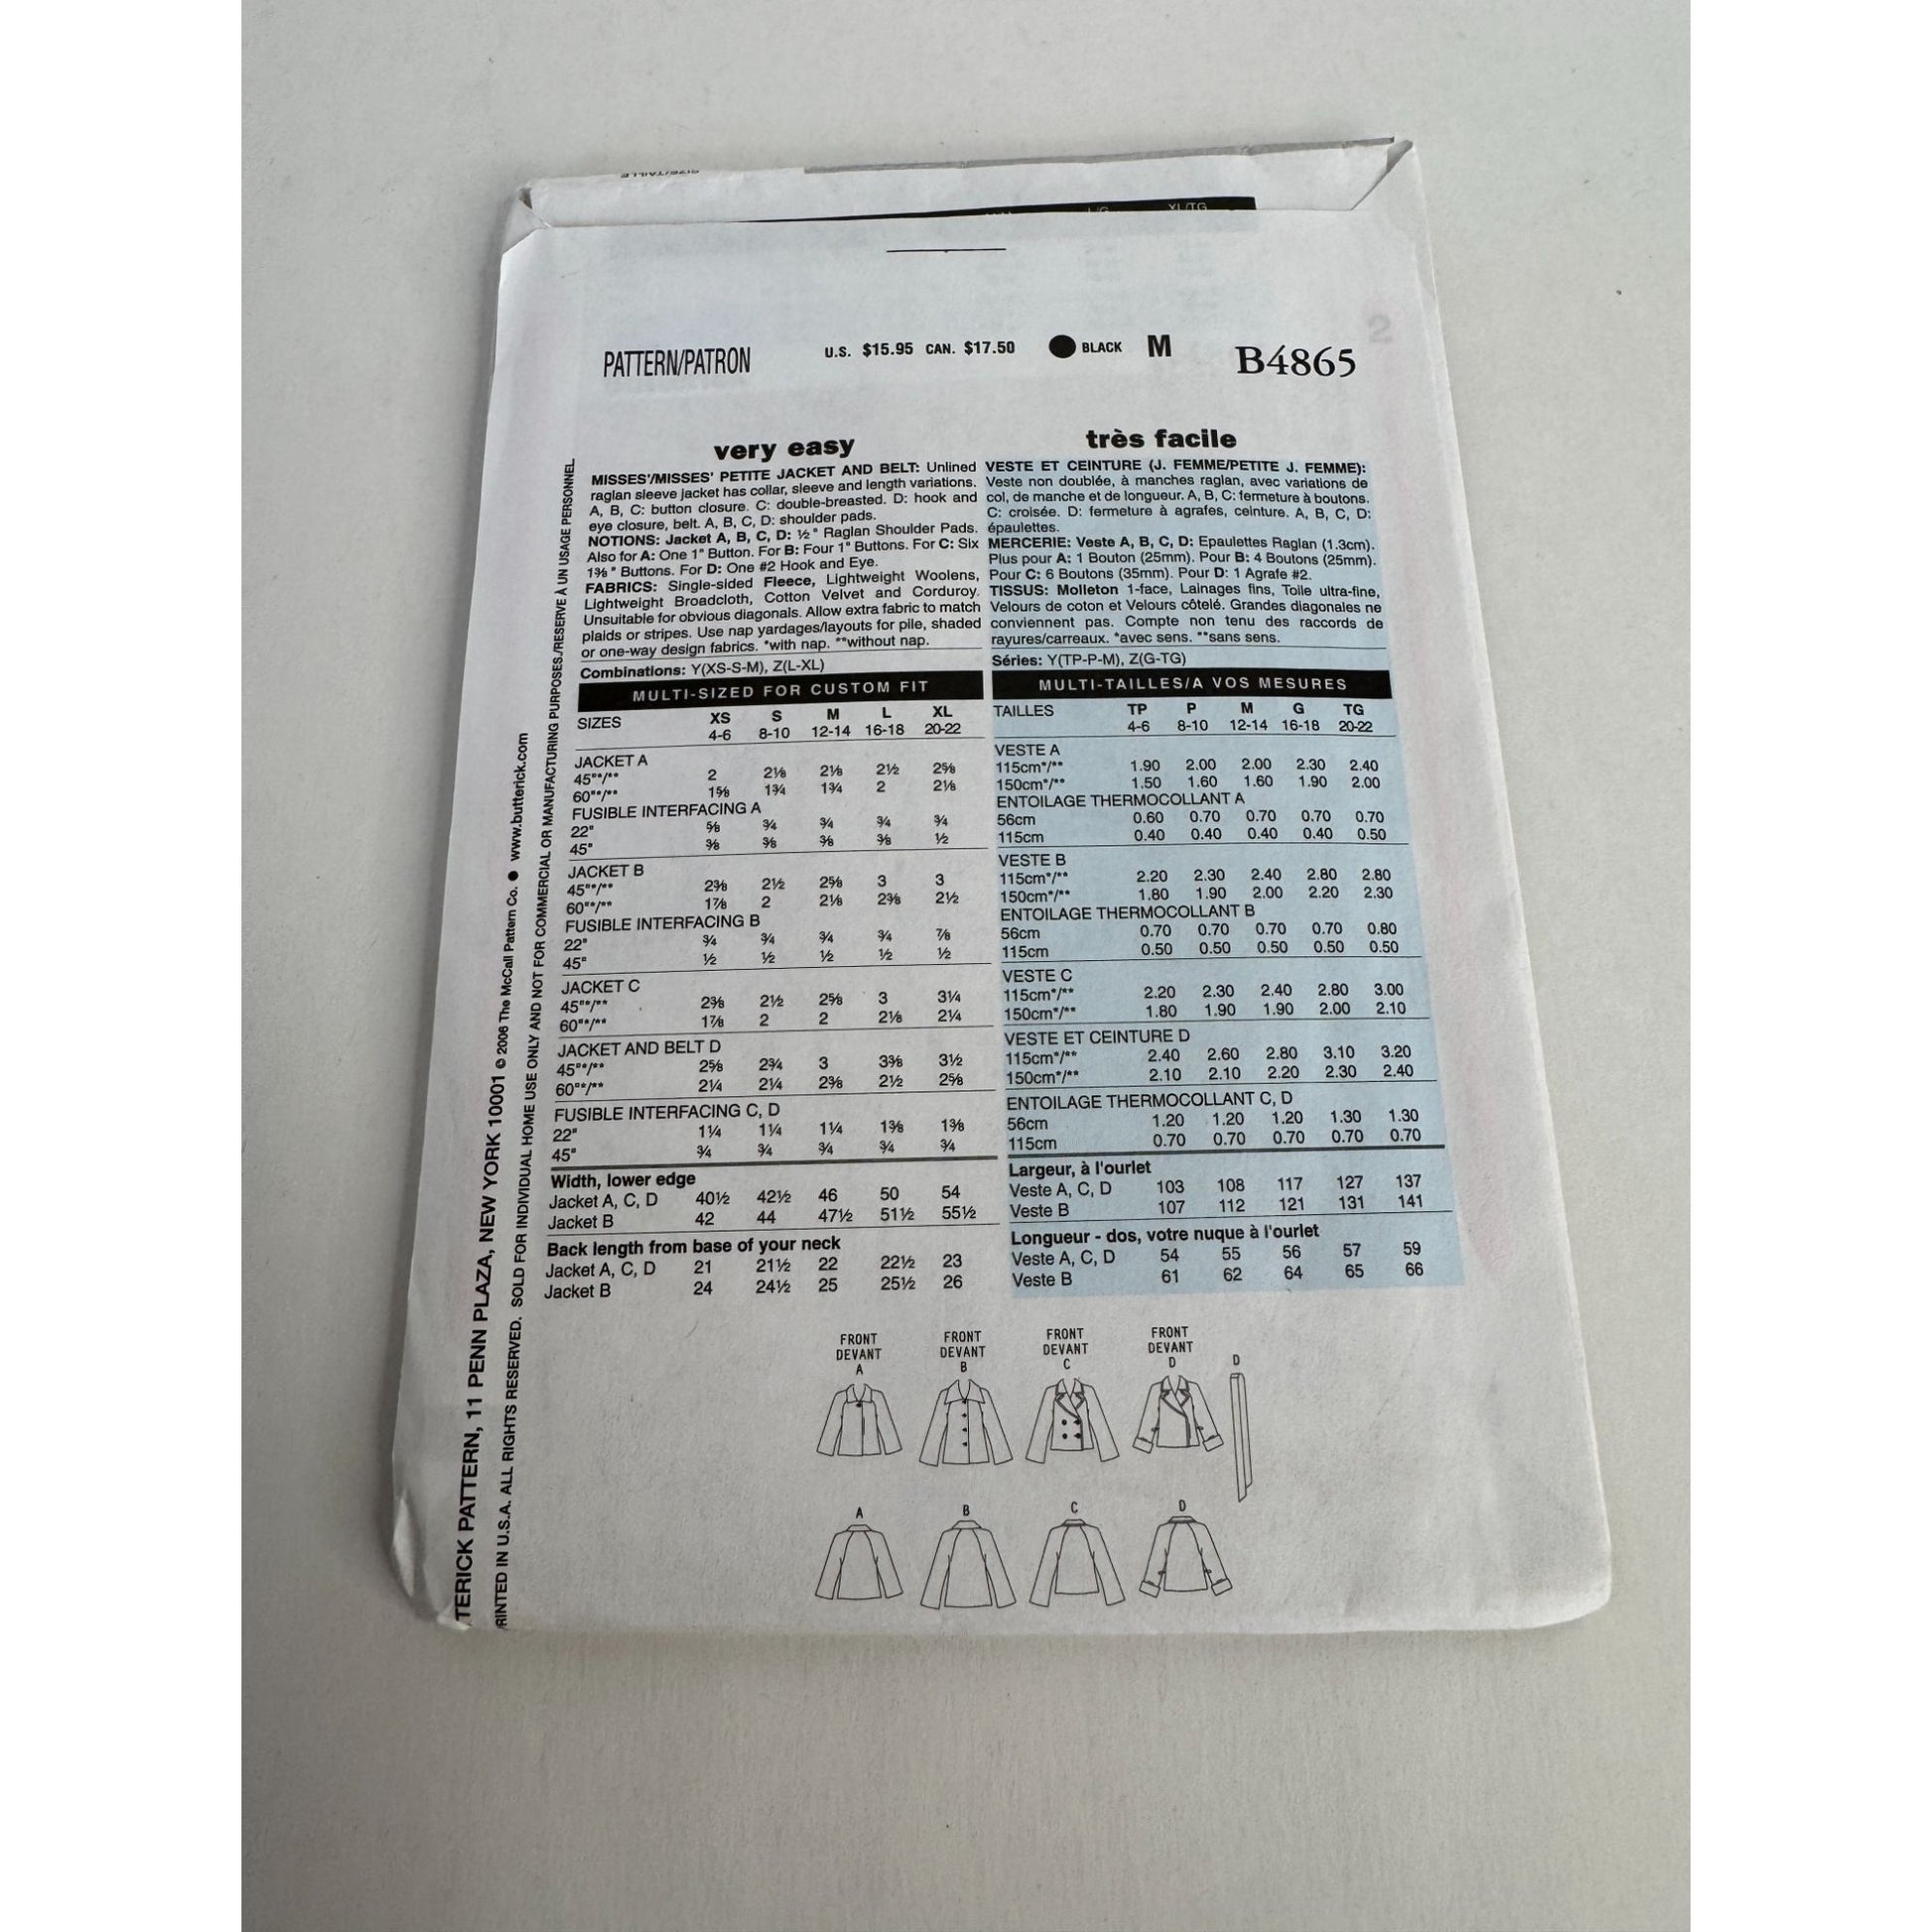 SIZE/TAILLE
L/G XL/TG
PATTERN/PATRON U.S. $15.95 CAN. $17.50 ● BLACK M B4865
2
very easy
MISSES'/MISSES' PETITE JACKET AND BELT: Unlined
raglan sleeve jacket has collar, sleeve and length variations.
A, B, C: button closure. C: double-breasted. D: hook and
eye closure, belt. A, B, C, D: shoulder pads.
NOTIONS: Jacket A, B, C, D: ½" Raglan Shoulder Pads.
Also for A: One 1" Button. For B: Four 1" Buttons. For C: Six
1⅜" Buttons. For D: One #2 Hook and Eye.
FABRICS: Single-sided Fleece, Lightweight Woolens,
Lightweight Broadcloth, Cotton Velvet and Corduroy.
Unsuitable for obvious diagonals. Allow extra fabric to match
plaids or stripes. Use nap yardages/layouts for pile, shaded
or one-way design fabrics. *with nap. **without nap.
Combinations: Y(XS-S-M), Z(L-XL)
MULTI-SIZED FOR CUSTOM FIT
SIZES XS S M L XL
4-6 8-10 12-14 16-18 20-22
JACKET A
45"*/** 2 2⅛ 2⅛ 2½ 2⅝
60"*/** 1⅝ 1¾ 1¾ 2 2⅛
FUSIBLE INTERFACING A
22" ⅝ ¾ ¾ ¾ ¾
45" ⅜ ⅜ ⅜ ⅜ ½
JACKET B
45"*/** 2⅜ 2½ 2⅝ 3 3
60"*/** 1⅞ 2 2⅛ 2⅜ 2½
FUSIBLE INTERFACING B
22" ¾ ¾ ¾ ¾ ⅞
45" ½ ½ ½ ½ ½
JACKET C
45"*/** 2⅜ 2½ 2⅝ 3 3¼
60"*/** 1⅞ 2 2 2⅛ 2¼
JACKET AND BELT D
45"*/** 2⅝ 2¾ 3 3⅜ 3½
60"*/** 2¼ 2¼ 2⅜ 2½ 2⅝
FUSIBLE INTERFACING C, D
22" 1¼ 1¼ 1¼ 1⅜ 1⅜
45" ¾ ¾ ¾ ¾ ¾
Width, lower edge
Jacket A, C, D 40½ 42½ 46 50 54
Jacket B 42 44 47½ 51½ 55½
Back length from base of your neck
Jacket A, C, D 21 21½ 22 22½ 23
Jacket B 24 24½ 25 25½ 26
très facile
VESTE ET CEINTURE (J. FEMME/PETITE J. FEMME):
Veste non doublée, à manches raglan, avec variations de
col, de manche et de longueur. A, B, C: fermeture à boutons.
C: croisée. D: fermeture à agrafes, ceinture. A, B, C, D:
épaulettes.
MERCERIE: Veste A, B, C, D: Epaulettes Raglan (1.3cm).
Plus pour A: 1 Bouton (25mm). Pour B: 4 Boutons (25mm).
Pour C: 6 Boutons (35mm). Pour D: 1 Agrafe #2.
TISSUS: Molleton 1-face, Lainages fins, Toile ultra-fine,
Velours de coton et Velours côtelé. Grandes diagonales ne
conviennent pas. Compte non tenu des raccords de
rayures/carreaux. *avec sens. **sans sens.
Séries: Y(TP-P-M), Z(G-TG)
MULTI-TAILLES/A VOS MESURES
TAILLES TP P M G TG
4-6 8-10 12-14 16-18 20-22
VESTE A
115cm*/** 1.90 2.00 2.00 2.30 2.40
150cm*/** 1.50 1.60 1.60 1.90 2.00
ENTOILAGE THERMOCOLLANT A
56cm 0.60 0.70 0.70 0.70 0.70
115cm 0.40 0.40 0.40 0.40 0.50
VESTE B
115cm*/** 2.20 2.30 2.40 2.80 2.80
150cm*/** 1.80 1.90 2.00 2.20 2.30
ENTOILAGE THERMOCOLLANT B
56cm 0.70 0.70 0.70 0.70 0.80
115cm 0.50 0.50 0.50 0.50 0.50
VESTE C
115cm*/** 2.20 2.30 2.40 2.80 3.00
150cm*/** 1.80 1.90 1.90 2.00 2.10
VESTE ET CEINTURE D
115cm*/** 2.40 2.60 2.80 3.10 3.20
150cm*/** 2.10 2.10 2.20 2.30 2.40
ENTOILAGE THERMOCOLLANT C, D
56cm 1.20 1.20 1.20 1.30 1.30
115cm 0.70 0.70 0.70 0.70 0.70
Largeur, à l'ourlet
Veste A, C, D 103 108 117 127 137
Veste B 107 112 121 131 141
Longueur - dos, votre nuque à l'ourlet
Veste A, C, D 54 55 56 57 59
Veste B 61 62 64 65 66
FRONT FRONT FRONT FRONT
DEVANT DEVANT DEVANT DEVANT
A B C D D
A B C D
TERICK PATTERN, 11 PENN PLAZA, NEW YORK 10001 © 2006 The McCall Pattern Co. ● www.butterick.com
RINTED IN U.S.A. ALL RIGHTS RESERVED. SOLD FOR INDIVIDUAL HOME USE ONLY AND NOT FOR COMMERCIAL OR MANUFACTURING PURPOSES./RESERVÉ À UN USAGE PERSONNEL.